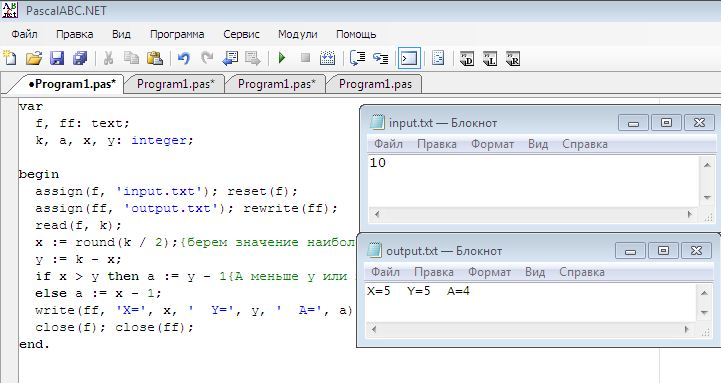 PascalABC.NET
Файл Правка Вид Программа Сервис Модули Помощь
•Program1.pas* Program1.pas* Program1.pas* Program1.pas
var
f, ff: text;
k, a, x, y: integer;
begin
assign(f, 'input.txt'); reset(f);
assign(ff, 'output.txt'); rewrite(ff);
read(f, k);
x := round(k / 2);{берем значение наибол
y := k - x;
if x > y then a := y - 1{А меньше y или
else a := x - 1;
write(ff, 'X=', x, '  Y=', y, '  A=', a)
close(f); close(ff);
end.
input.txt — Блокнот
Файл Правка Формат Вид Справка
10
output.txt — Блокнот
Файл Правка Формат Вид Справка
X=5  Y=5  A=4